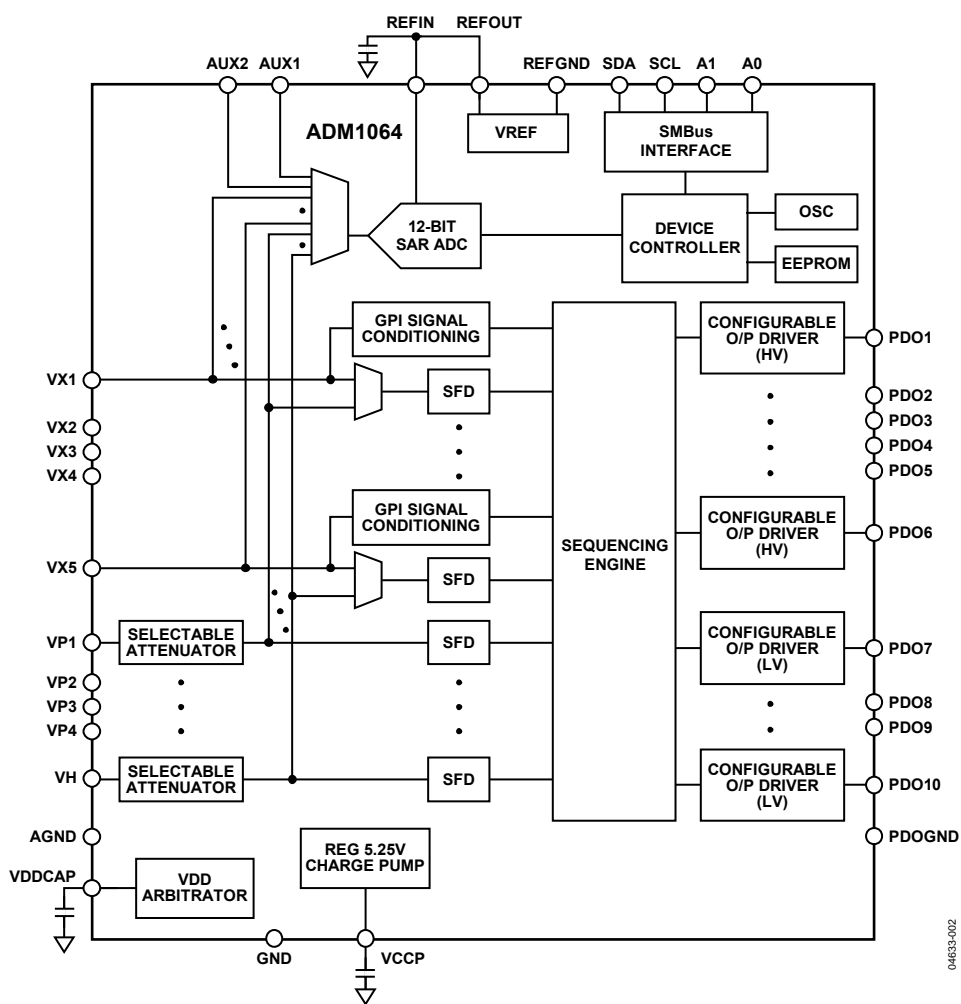 REFIN REFOUT
AUX2 AUX1
REFGND SDA SCL A1 A0
ADM1064
VREF
SMBus
INTERFACE
12-BIT
SAR ADC
DEVICE
CONTROLLER
OSC
EEPROM
GPI SIGNAL
CONDITIONING
CONFIGURABLE
O/P DRIVER
(HV)
PDO1
VX1
SFD
PDO2
VX2
PDO3
VX3
PDO4
VX4
PDO5
GPI SIGNAL
CONDITIONING
CONFIGURABLE
O/P DRIVER
(HV)
PDO6
SEQUENCING
ENGINE
VX5
SFD
VP1
SELECTABLE
ATTENUATOR
SFD
CONFIGURABLE
O/P DRIVER
(LV)
PDO7
VP2
VP3
VP4
PDO8
PDO9
VH
SELECTABLE
ATTENUATOR
SFD
CONFIGURABLE
O/P DRIVER
(LV)
PDO10
AGND
PDOGND
REG 5.25V
CHARGE PUMP
VDDCAP
VDD
ARBITRATOR
GND
VCCP
04633-002